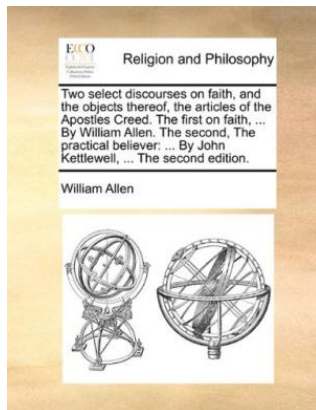 ECCO
Religion and Philosophy
Two select discourses on faith, and
the objects thereof, the articles of the
Apostles Creed. The first on faith, ...
By William Allen. The second, The
practical believer: ... By John
Kettlewell, ... The second edition.
William Allen